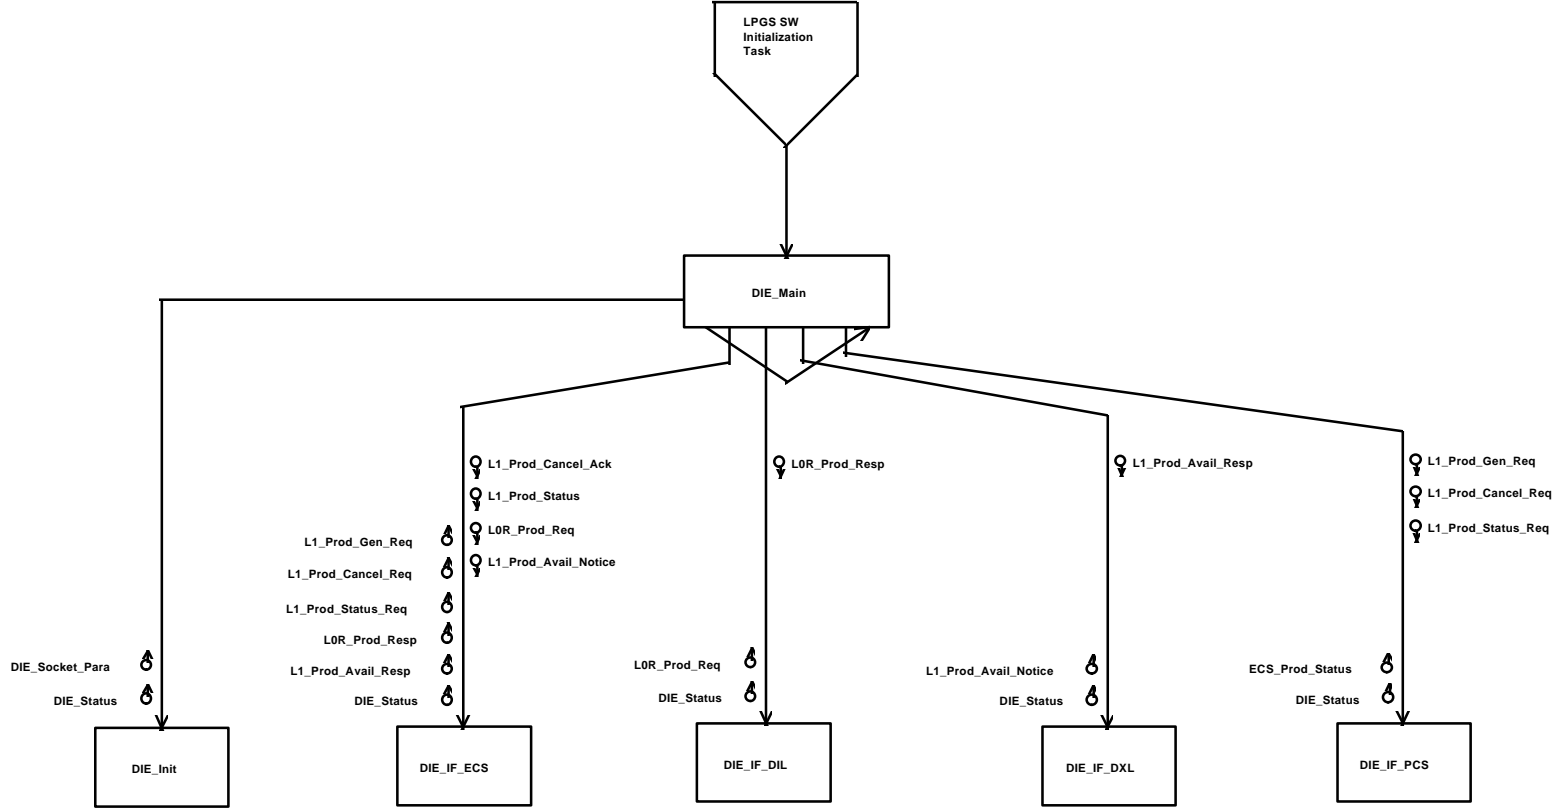 LPGS SW
Initialization
Task
DIE_Main
L1_Prod_Cancel_Ack
L1_Prod_Status
L0R_Prod_Req
L1_Prod_Avail_Notice
L1_Prod_Gen_Req
L1_Prod_Cancel_Req
L1_Prod_Status_Req
L0R_Prod_Resp
L1_Prod_Avail_Resp
DIE_Status
L0R_Prod_Resp
L0R_Prod_Req
DIE_Status
L1_Prod_Avail_Resp
L1_Prod_Avail_Notice
DIE_Status
L1_Prod_Gen_Req
L1_Prod_Cancel_Req
L1_Prod_Status_Req
ECS_Prod_Status
DIE_Status
DIE_Socket_Para
DIE_Status
DIE_Init
DIE_IF_ECS
DIE_IF_DIL
DIE_IF_DXL
DIE_IF_PCS